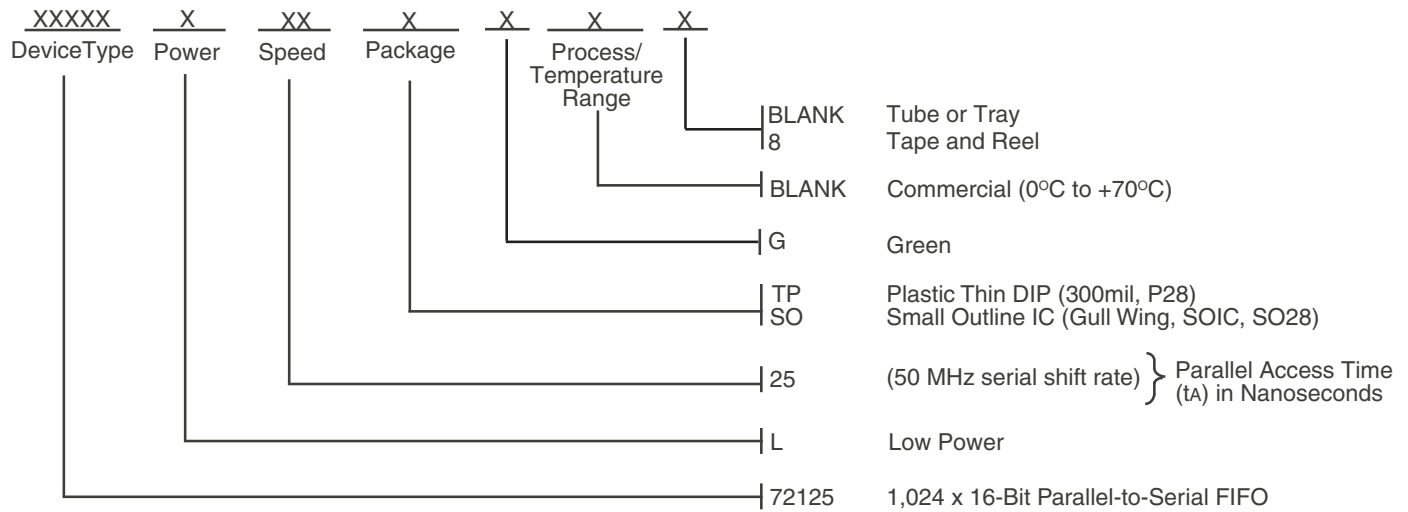 XXXXX X XX X X X X
DeviceType Power Speed Package Process/
Temperature
Range
BLANK Tube or Tray
8 Tape and Reel
BLANK Commercial (0°C to +70°C)
G Green
TP Plastic Thin DIP (300mil, P28)
SO Small Outline IC (Gull Wing, SOIC, SO28)
25 (50 MHz serial shift rate) } Parallel Access Time
(tA) in Nanoseconds
L Low Power
72125 1,024 x 16-Bit Parallel-to-Serial FIFO